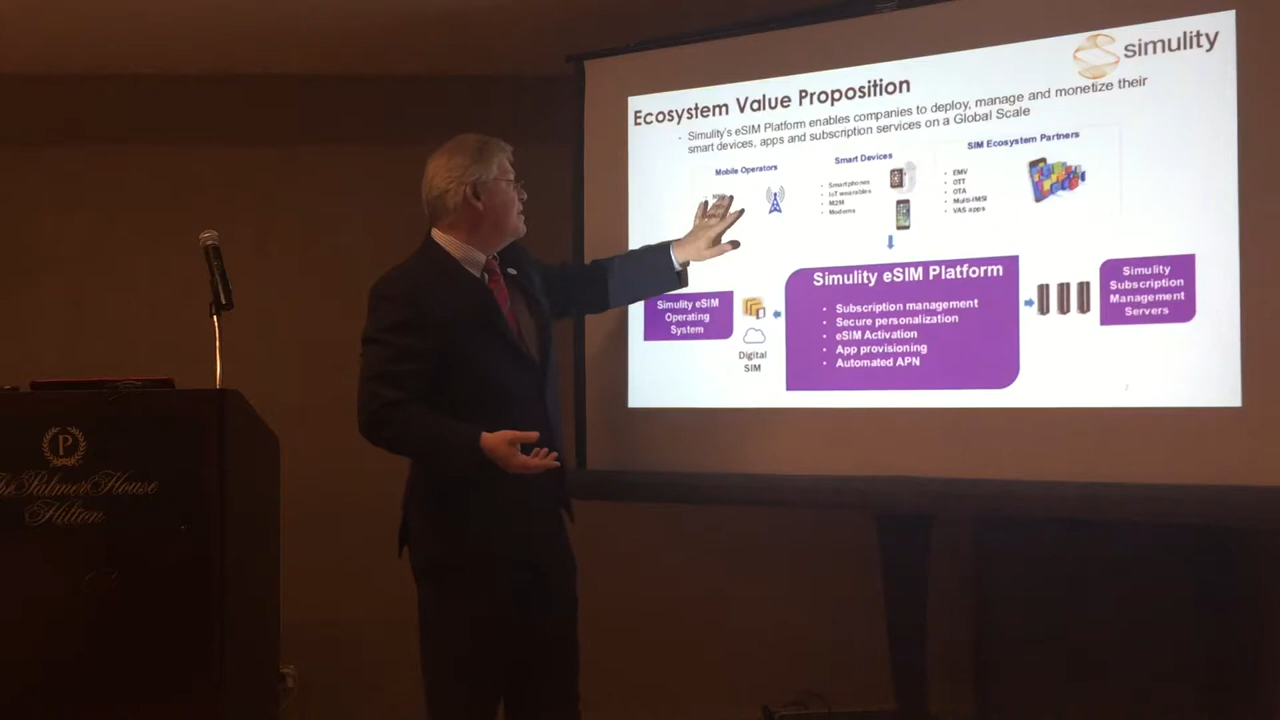 simulity
Ecosystem Value Proposition
Simulity's eSIM Platform enables companies to deploy, manage and monetize their
smart devices, apps and subscription services on a Global Scale
Mobile Operators
Smart Devices
Smartphones
IoT wearables
M2M
Modems
SIM Ecosystem Partners
EMV
OTT
OTA
Multi-IMSI
VAS apps
Simulity eSIM
Operating
System
Digital
SIM
Simulity eSIM Platform
Subscription management
Secure personalization
eSIM Activation
App provisioning
Automated APN
Simulity
Subscription
Management
Servers
P
Palmer House
Hilton